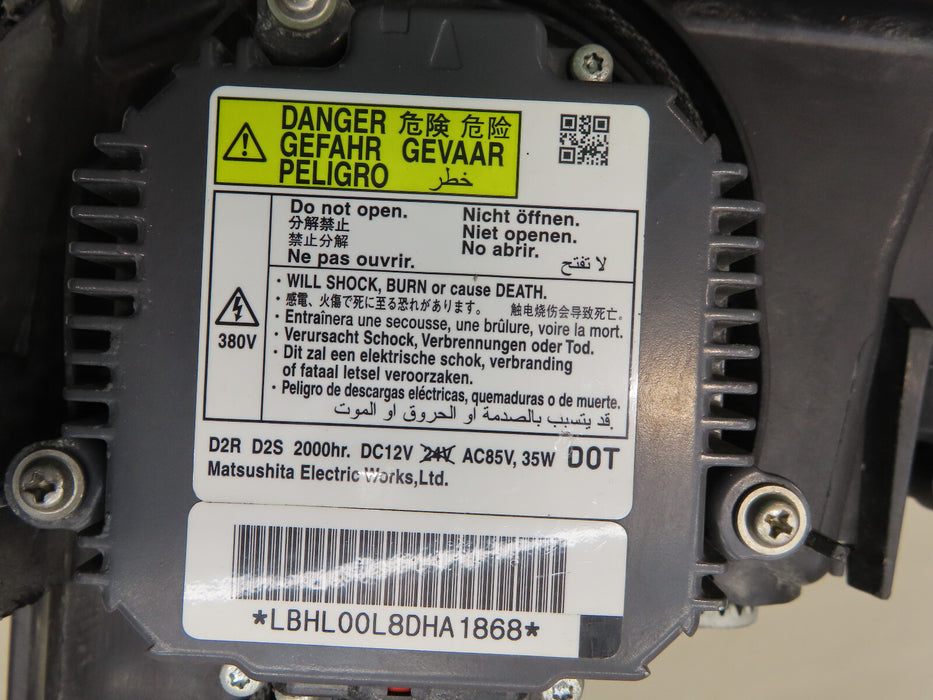 DANGER 危険 危险
GEFAHR GEVAAR
PELIGRO خطر
Do not open.
分解禁止
禁止分解
Ne pas ouvrir.
Nicht öffnen.
Niet openen.
No abrir.
لا تفتح
380V
· WILL SHOCK, BURN or cause DEATH.
· 感電、火傷で死に至る恐れがあります。 触电烧伤会导致死亡。
· Entraînera une secousse, une brûlure, voire la mort.
· Verursacht Schock, Verbrennungen oder Tod.
· Dit zal een elektrische schok, verbranding
of fataal letsel veroorzaken.
· Peligro de descargas eléctricas, quemaduras o de muerte.
قد يتسبب بالصدمة او الحروق او الموت.
D2R D2S 2000hr. DC12V 24V AC85V, 35W DOT
Matsushita Electric Works,Ltd.
*LBHL00L8DHA1868*